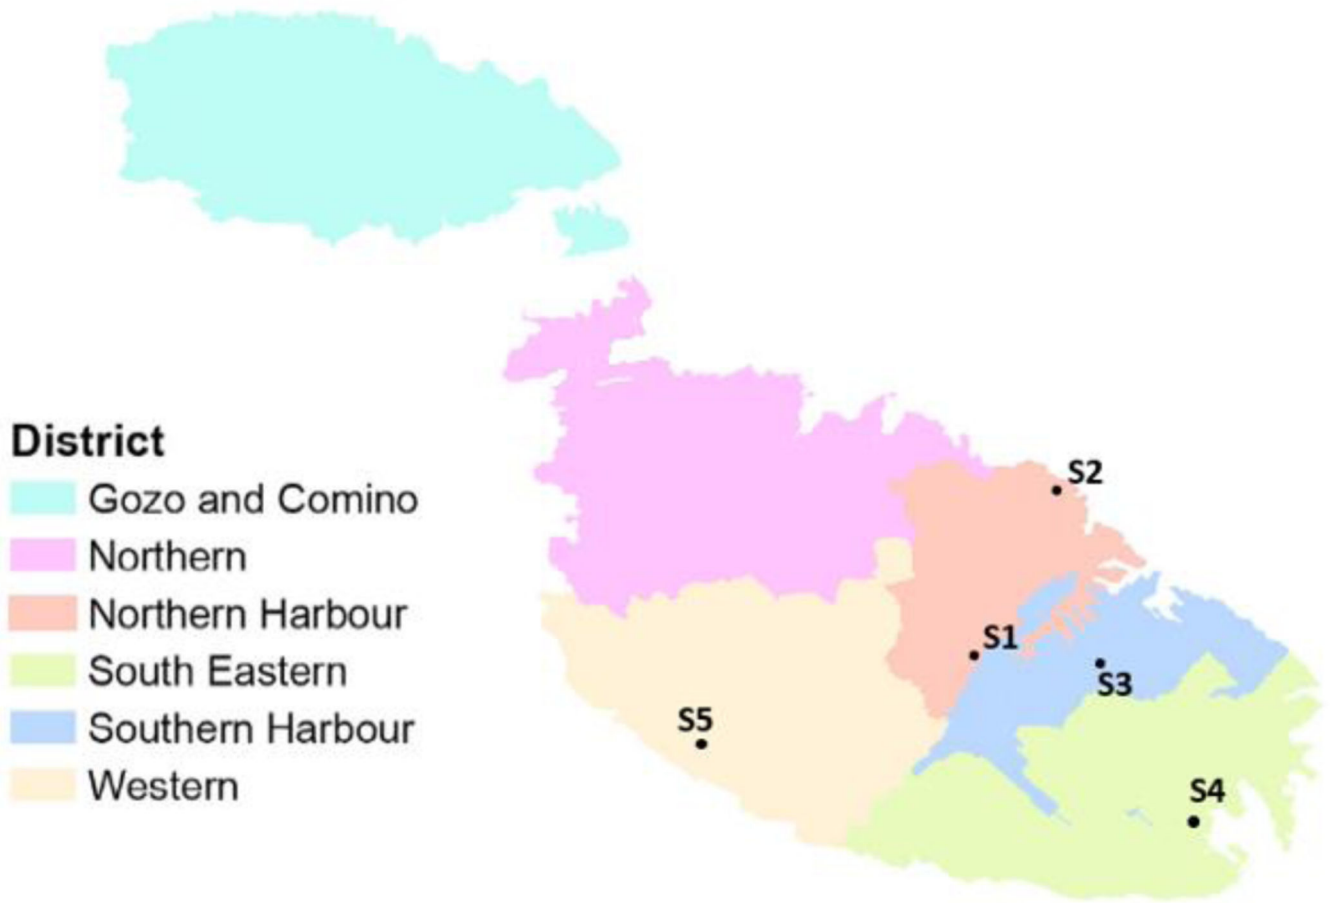 District
Gozo and Comino
Northern
Northern Harbour
South Eastern
Southern Harbour
Western
S2
S1
S3
S5
S4